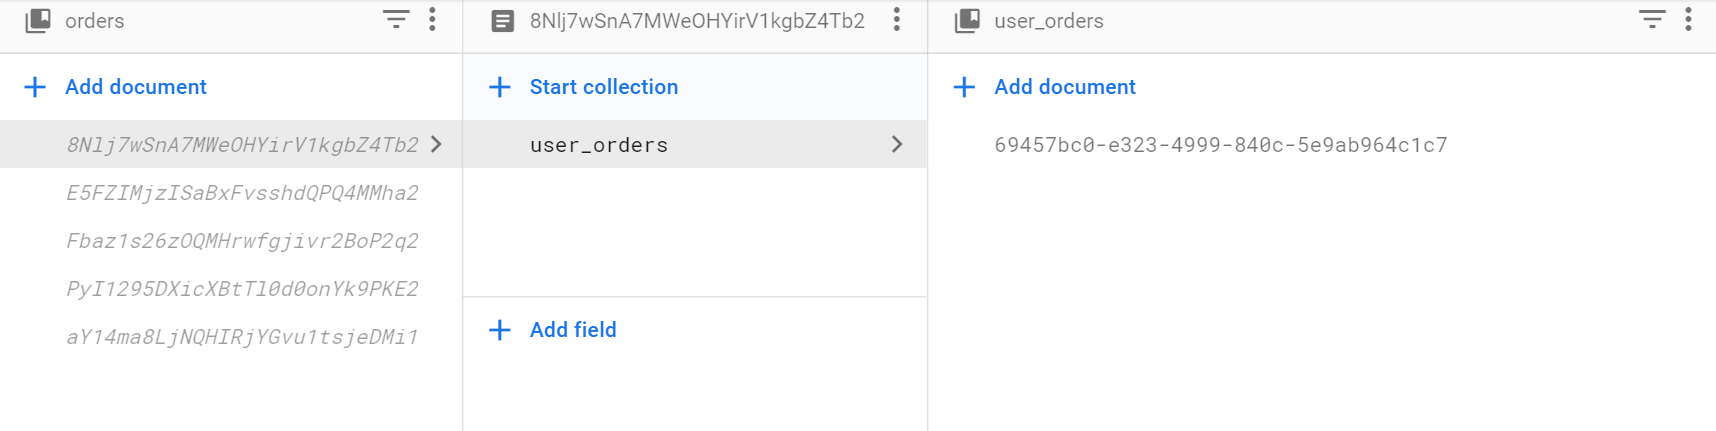 orders
Add document
8Nlj7wSnA7MWeOHYirV1kgbZ4Tb2
E5FZIMjzISaBxFvsshdQPQ4MMha2
Fbaz1s26zOQMHrwfgjivr2BoP2q2
PyI1295DXicXBtTl0d0onYk9PKE2
aY14ma8LjNQHIRjYGvu1tsjeDMi1
8Nlj7wSnA7MWeOHYirV1kgbZ4Tb2
Start collection
user_orders
Add field
user_orders
Add document
69457bc0-e323-4999-840c-5e9ab964c1c7